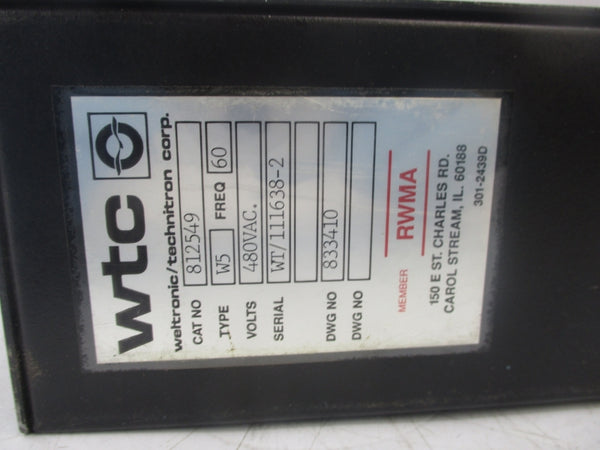 wtc
weltronic/technitron corp.
CAT NO 812549
TYPE W5 FREQ 60
VOLTS 480VAC.
SERIAL WT/111638-2
DWG NO 833410
DWG NO
MEMBER RWMA
150 E ST. CHARLES RD.
CAROL STREAM, IL. 60188
301-2439D